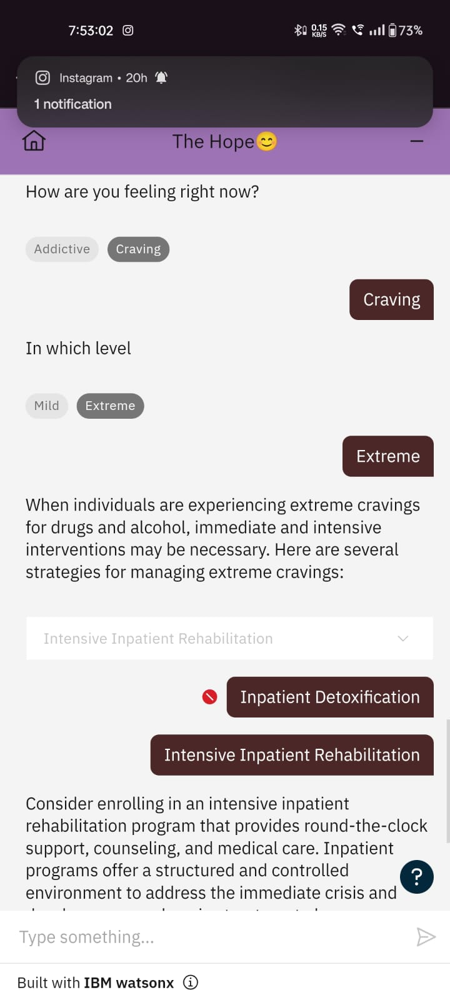 7:53:02 0.15 KB/S 73%
Instagram • 20h
1 notification
The Hope😊
How are you feeling right now?
Addictive Craving
Craving
In which level
Mild Extreme
Extreme
When individuals are experiencing extreme cravings
for drugs and alcohol, immediate and intensive
interventions may be necessary. Here are several
strategies for managing extreme cravings:
Intensive Inpatient Rehabilitation
Inpatient Detoxification
Intensive Inpatient Rehabilitation
Consider enrolling in an intensive inpatient
rehabilitation program that provides round-the-clock
support, counseling, and medical care. Inpatient
programs offer a structured and controlled
environment to address the immediate crisis and
?
Type something...
Built with IBM watsonx